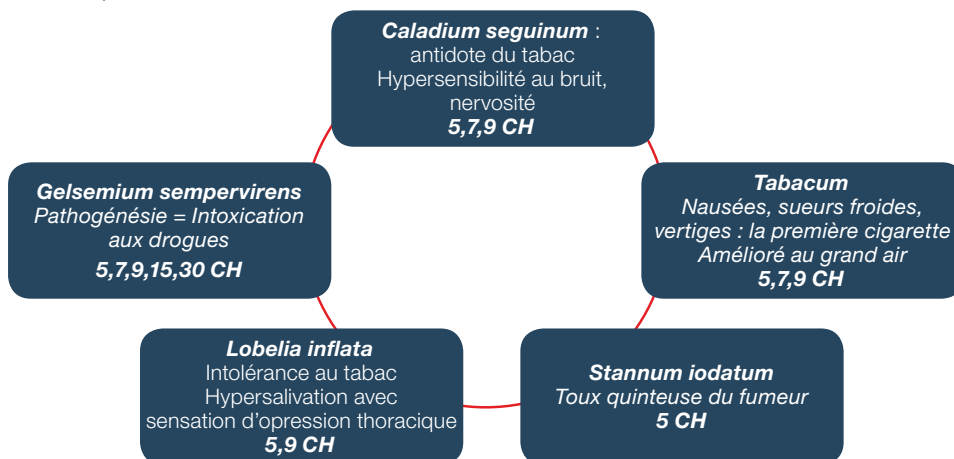 Caladium seguinum :
antidote du tabac
Hypersensibilité au bruit,
nervosité
5,7,9 CH
Gelsemium sempervirens
Pathogénésie = Intoxication
aux drogues
5,7,9,15,30 CH
Tabacum
Nausées, sueurs froides,
vertiges : la première cigarette
Amélioré au grand air
5,7,9 CH
Lobelia inflata
Intolérance au tabac
Hypersalivation avec
sensation d'opression thoracique
5,9 CH
Stannum iodatum
Toux quinteuse du fumeur
5 CH